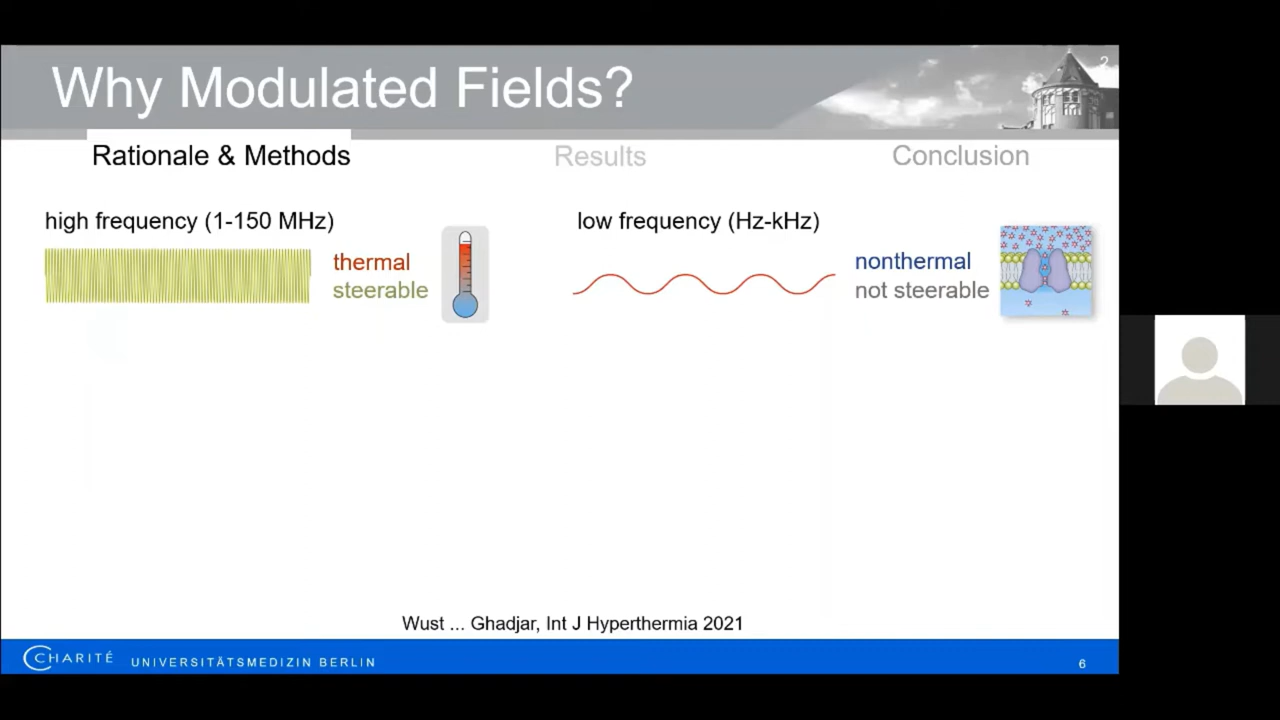 Why Modulated Fields?
2
Rationale & Methods
Results
Conclusion
high frequency (1-150 MHz)
thermal
steerable
low frequency (Hz-kHz)
nonthermal
not steerable
Wust ... Ghadjar, Int J Hyperthermia 2021
CHARITÉ UNIVERSITÄTSMEDIZIN BERLIN
6